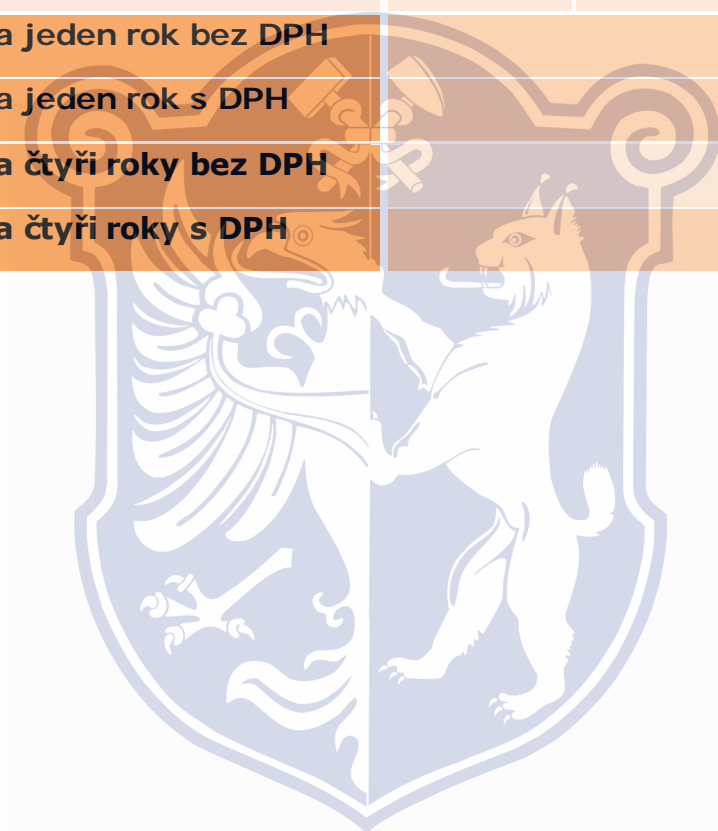 a jeden rok bez DPH
a jeden rok s DPH
a čtyři roky bez DPH
a čtyři roky s DPH